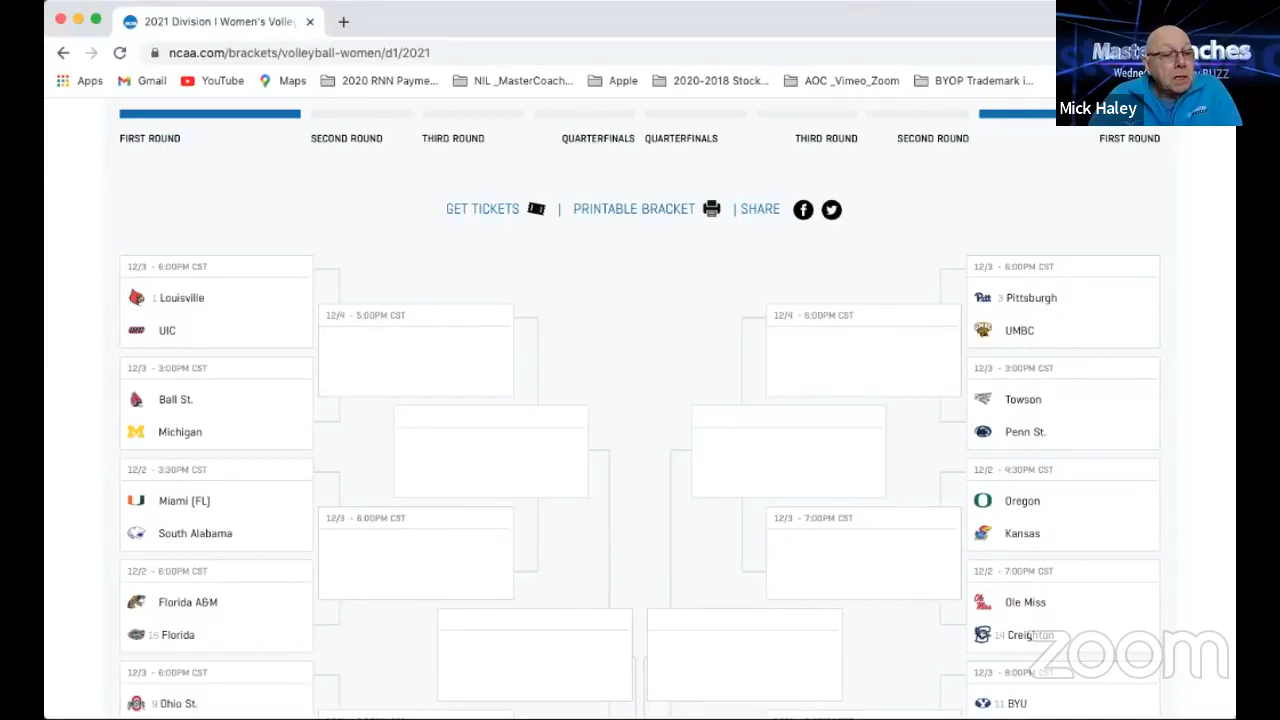 2021 Division I Women's Volley
ncaa.com/brackets/volleyball-women/d1/2021
Apps
Gmail
YouTube
Maps
2020 RNN Payme...
NIL _MasterCoach...
Apple
2020-2018 Stock...
AOC _Vimeo_Zoom
BYOP Trademark i...
Mick Haley
FIRST ROUND
SECOND ROUND
THIRD ROUND
QUARTERFINALS
QUARTERFINALS
THIRD ROUND
SECOND ROUND
FIRST ROUND
GET TICKETS | PRINTABLE BRACKET | SHARE
12/3 - 6:00PM CST
1 Louisville
UIC
12/3 - 3:00PM CST
Ball St.
Michigan
12/2 - 3:30PM CST
Miami (FL)
South Alabama
12/2 - 6:00PM CST
Florida A&M
16 Florida
12/3 - 6:00PM CST
9 Ohio St.
12/4 - 5:00PM CST
12/3 - 6:00PM CST
12/4 - 6:00PM CST
12/3 - 7:00PM CST
12/3 - 6:00PM CST
Pitt 3 Pittsburgh
UMBC
12/3 - 3:00PM CST
Towson
Penn St.
12/2 - 4:30PM CST
Oregon
Kansas
12/2 - 7:00PM CST
Ole Miss
14 Creighton
12/3 - 8:00PM CST
11 BYU
zoom